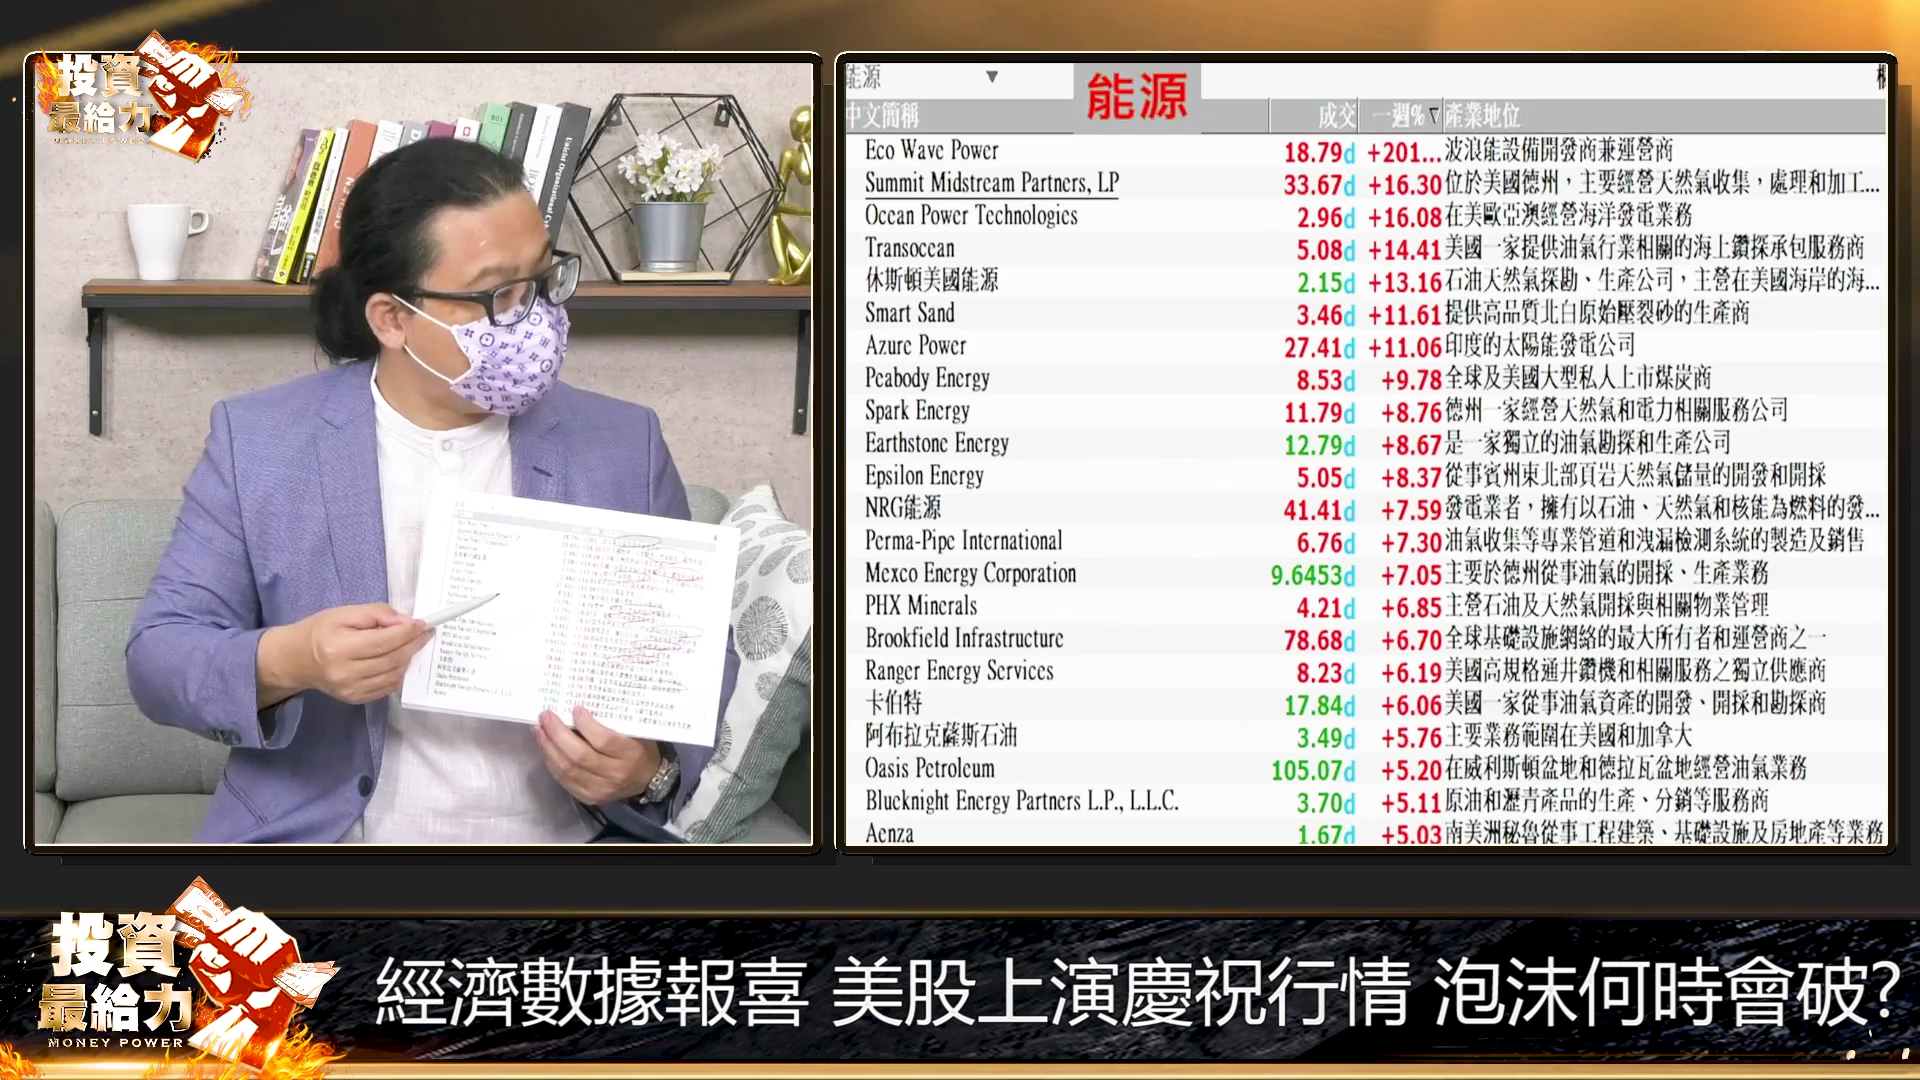 投資
最給力
MONEY POWER
能源
能源
中文簡稱 成交 一週% 產業地位
Eco Wave Power 18.79d +201... 波浪能設備開發商兼運營商
Summit Midstream Partners, LP 33.67d +16.30 位於美國德州，主要經營天然氣收集，處理和加工...
Ocean Power Technologies 2.96d +16.08 在美歐亞澳經營海洋發電業務
Transocean 5.08d +14.41 美國一家提供油氣行業相關的海上鑽探承包服務商
休斯頓美國能源 2.15d +13.16 石油天然氣探勘、生產公司，主營在美國海岸的海...
Smart Sand 3.46d +11.61 提供高品質北白原始壓裂砂的生產商
Azure Power 27.41d +11.06 印度的太陽能發電公司
Peabody Energy 8.53d +9.78 全球及美國大型私人上市煤炭商
Spark Energy 11.79d +8.76 德州一家經營天然氣和電力相關服務公司
Earthstone Energy 12.79d +8.67 是一家獨立的油氣勘探和生產公司
Epsilon Energy 5.05d +8.37 從事賓州東北部頁岩天然氣儲量的開發和開採
NRG能源 41.41d +7.59 發電業者，擁有以石油、天然氣和核能為燃料的發...
Perma-Pipe International 6.76d +7.30 油氣收集等專業管道和洩漏檢測系統的製造及銷售
Mexco Energy Corporation 9.6453d +7.05 主要於德州從事油氣的開採、生產業務
PHX Minerals 4.21d +6.85 主營石油及天然氣開採與相關物業管理
Brookfield Infrastructure 78.68d +6.70 全球基礎設施網絡的最大所有者和運營商之一
Ranger Energy Services 8.23d +6.19 美國高規格通井鑽機和相關服務之獨立供應商
卡伯特 17.84d +6.06 美國一家從事油氣資產的開發、開採和勘探商
阿布拉克薩斯石油 3.49d +5.76 主要業務範圍在美國和加拿大
Oasis Petroleum 105.07d +5.20 在威利斯頓盆地和德拉瓦盆地經營油氣業務
Blueknight Energy Partners L.P., L.L.C. 3.70d +5.11 原油和瀝青產品的生產、分銷等服務商
Aenza 1.67d +5.03 南美洲秘魯從事工程建築、基礎設施及房地產等業務
投資
最給力
MONEY POWER
經濟數據報喜 美股上演慶祝行情 泡沫何時會破?